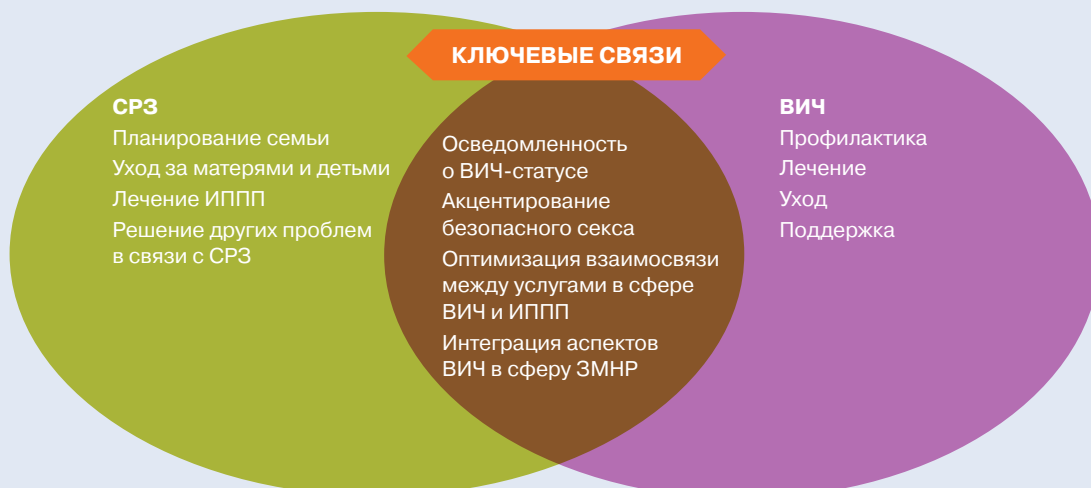 КЛЮЧЕВЫЕ СВЯЗИ
СРЗ
Планирование семьи
Уход за матерями и детьми
Лечение ИППП
Решение других проблем
в связи с СРЗ
Осведомленность
о ВИЧ-статусе
Акцентирование
безопасного секса
Оптимизация взаимосвязи
между услугами в сфере
ВИЧ и ИППП
Интеграция аспектов
ВИЧ в сферу ЗМНР
ВИЧ
Профилактика
Лечение
Уход
Поддержка